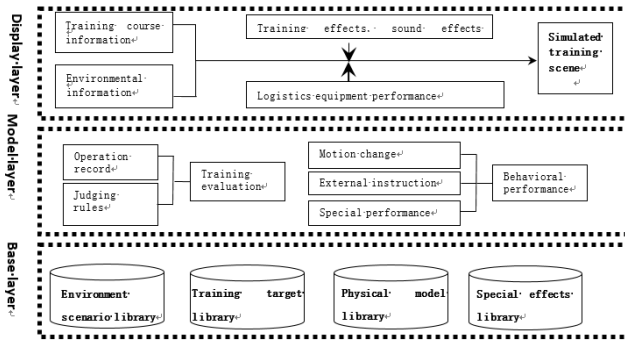 Display layer
Training course
information
Environmental
information
Training effects. sound effects
Logistics equipment performance
Simulated
training
scene
Model layer
Operation
record
Judging
rules
Training
evaluation
Motion change
External instruction
Special performance
Behavioral
performance
Base layer
Environment
scenario library
Training target
library
Physical model
library
Special effects
library